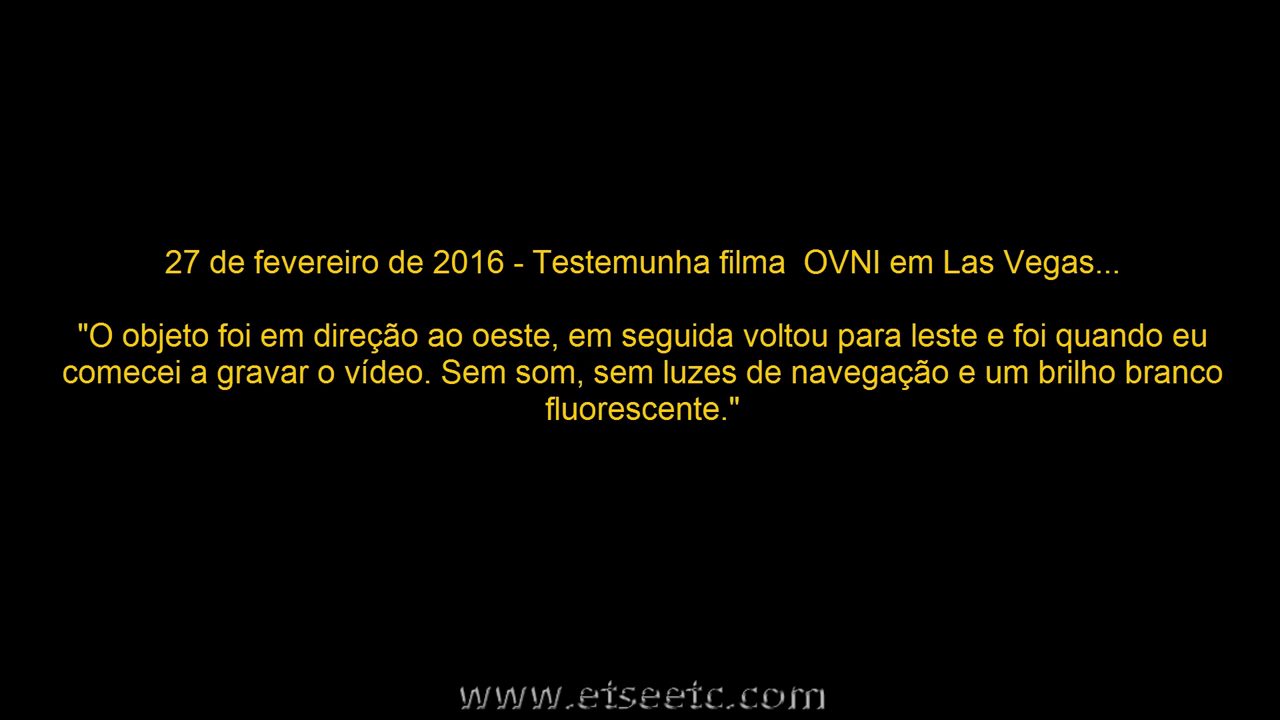 27 de fevereiro de 2016 - Testemunha filma  OVNI em Las Vegas...
"O objeto foi em direção ao oeste, em seguida voltou para leste e foi quando eu
comecei a gravar o vídeo. Sem som, sem luzes de navegação e um brilho branco
fluorescente."
www.etseetc.com